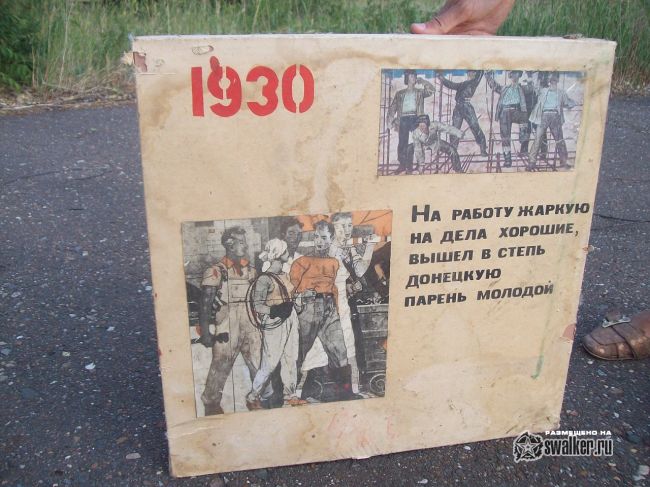 1930
На работу жаркую
на дела хорошие,
вышел в степь
донецкую
парень молодой
РАЗМЕЩЕНО НА
swalker.ru